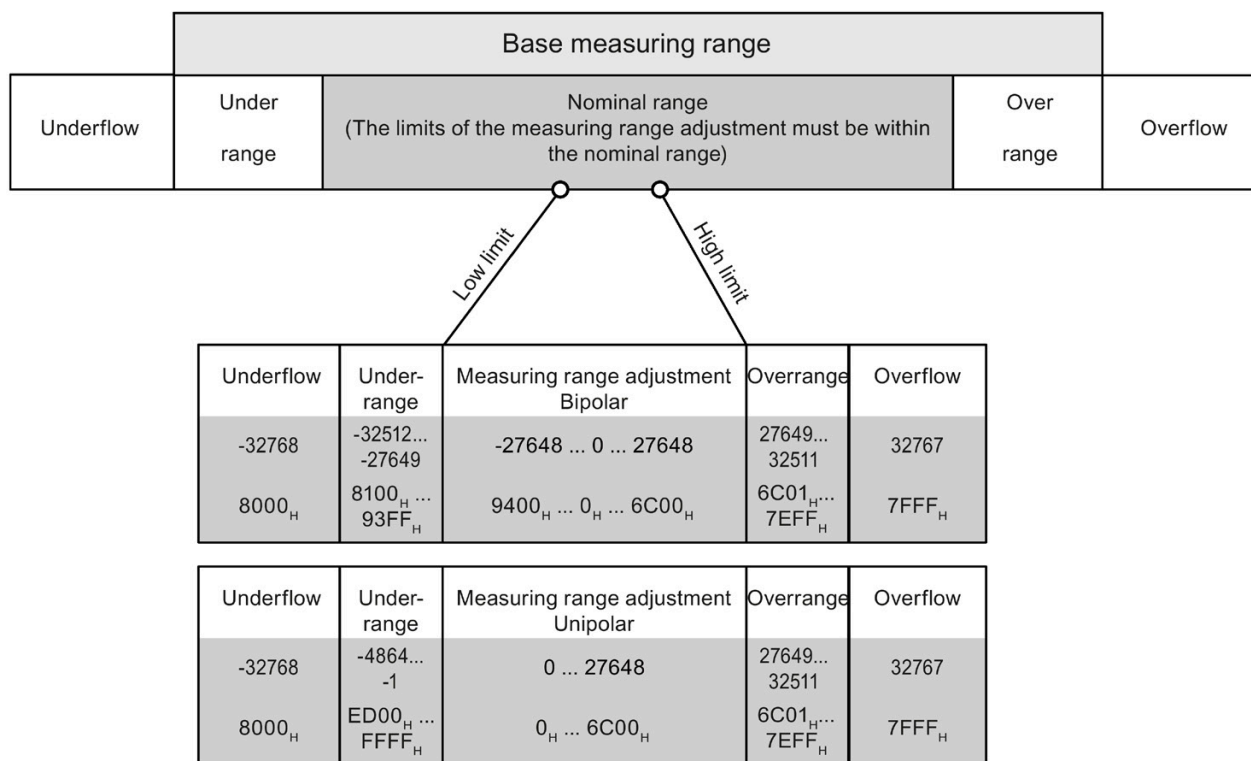 Base measuring range
Underflow
Under
range
Nominal range
(The limits of the measuring range adjustment must be within
the nominal range)
Over
range
Overflow
Low limit
High limit
Underflow
Under-
range
Measuring range adjustment
Bipolar
Overrange
Overflow
-32768
-32512...
-27649
-27648 ... 0 ... 27648
27649...
32511
32767
8000H
8100H ...
93FFH
9400H ... 0H ... 6C00H
6C01H...
7EFFH
7FFFH
Underflow
Under-
range
Measuring range adjustment
Unipolar
Overrange
Overflow
-32768
-4864...
-1
0 ... 27648
27649...
32511
32767
8000H
ED00H ...
FFFFH
0H ... 6C00H
6C01H...
7EFFH
7FFFH